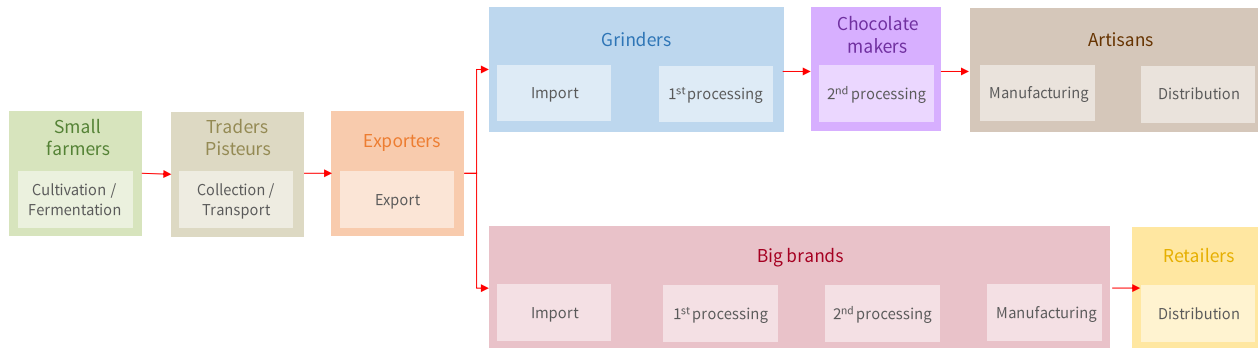 Small
farmers
Cultivation /
Fermentation
Traders
Pisteurs
Collection /
Transport
Exporters
Export
Grinders
Import
1st processing
Chocolate
makers
2nd processing
Artisans
Manufacturing
Distribution
Big brands
Import
1st processing
2nd processing
Manufacturing
Retailers
Distribution